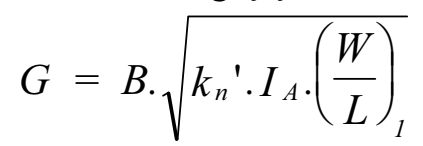 G = B.√(k_n'.I_A.(W/L)_1)